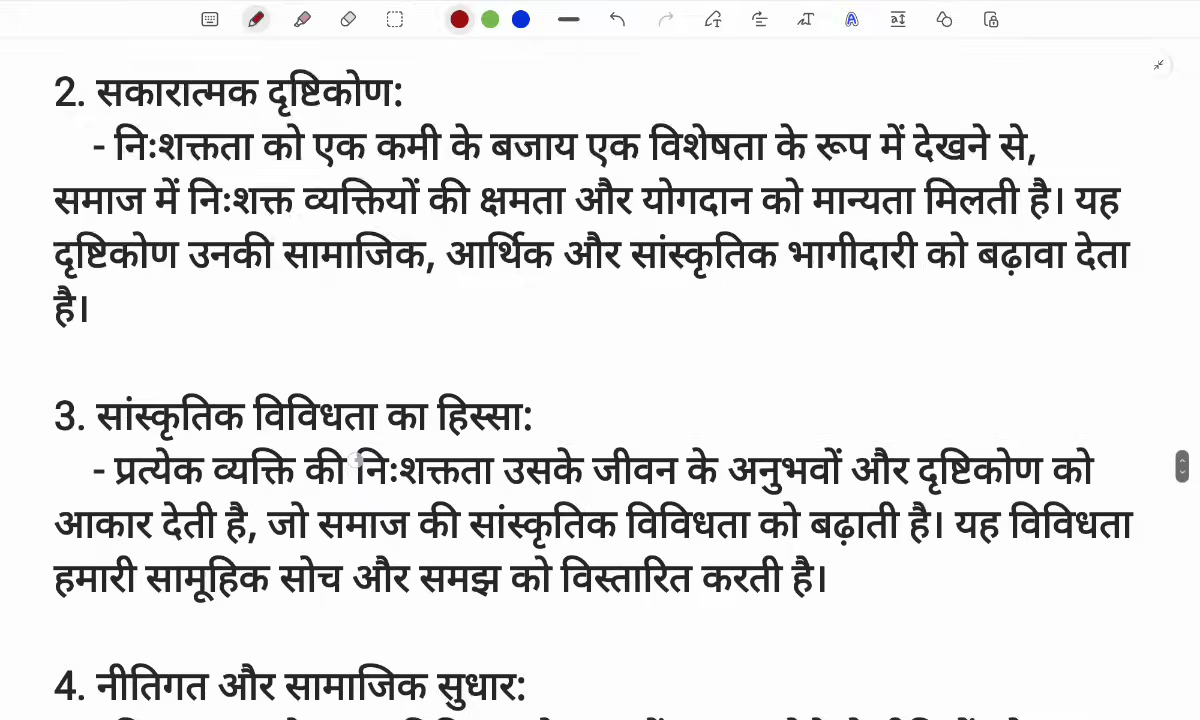 2. सकारात्मक दृष्टिकोण:
- निःशक्तता को एक कमी के बजाय एक विशेषता के रूप में देखने से,
समाज में निःशक्त व्यक्तियों की क्षमता और योगदान को मान्यता मिलती है। यह
दृष्टिकोण उनकी सामाजिक, आर्थिक और सांस्कृतिक भागीदारी को बढ़ावा देता
है।
3. सांस्कृतिक विविधता का हिस्सा:
- प्रत्येक व्यक्ति की निःशक्तता उसके जीवन के अनुभवों और दृष्टिकोण को
आकार देती है, जो समाज की सांस्कृतिक विविधता को बढ़ाती है। यह विविधता
हमारी सामूहिक सोच और समझ को विस्तारित करती है।
4. नीतिगत और सामाजिक सुधार: